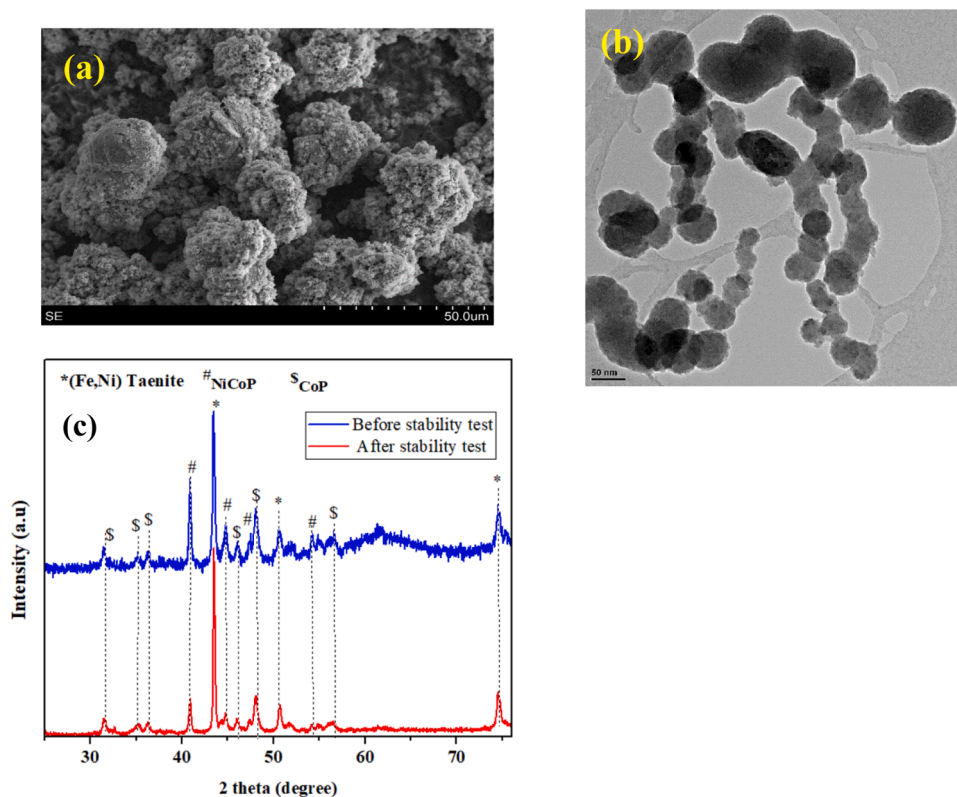 (a)
SE
50.0um
(b)
50 nm
(c)
*(Fe,Ni) Taenite #NiCoP $CoP
Before stability test
After stability test
*
#
$
$
$
#
$
#
$
*
#
$
*
Intensity (a.u)
30 40 50 60 70
2 theta (degree)